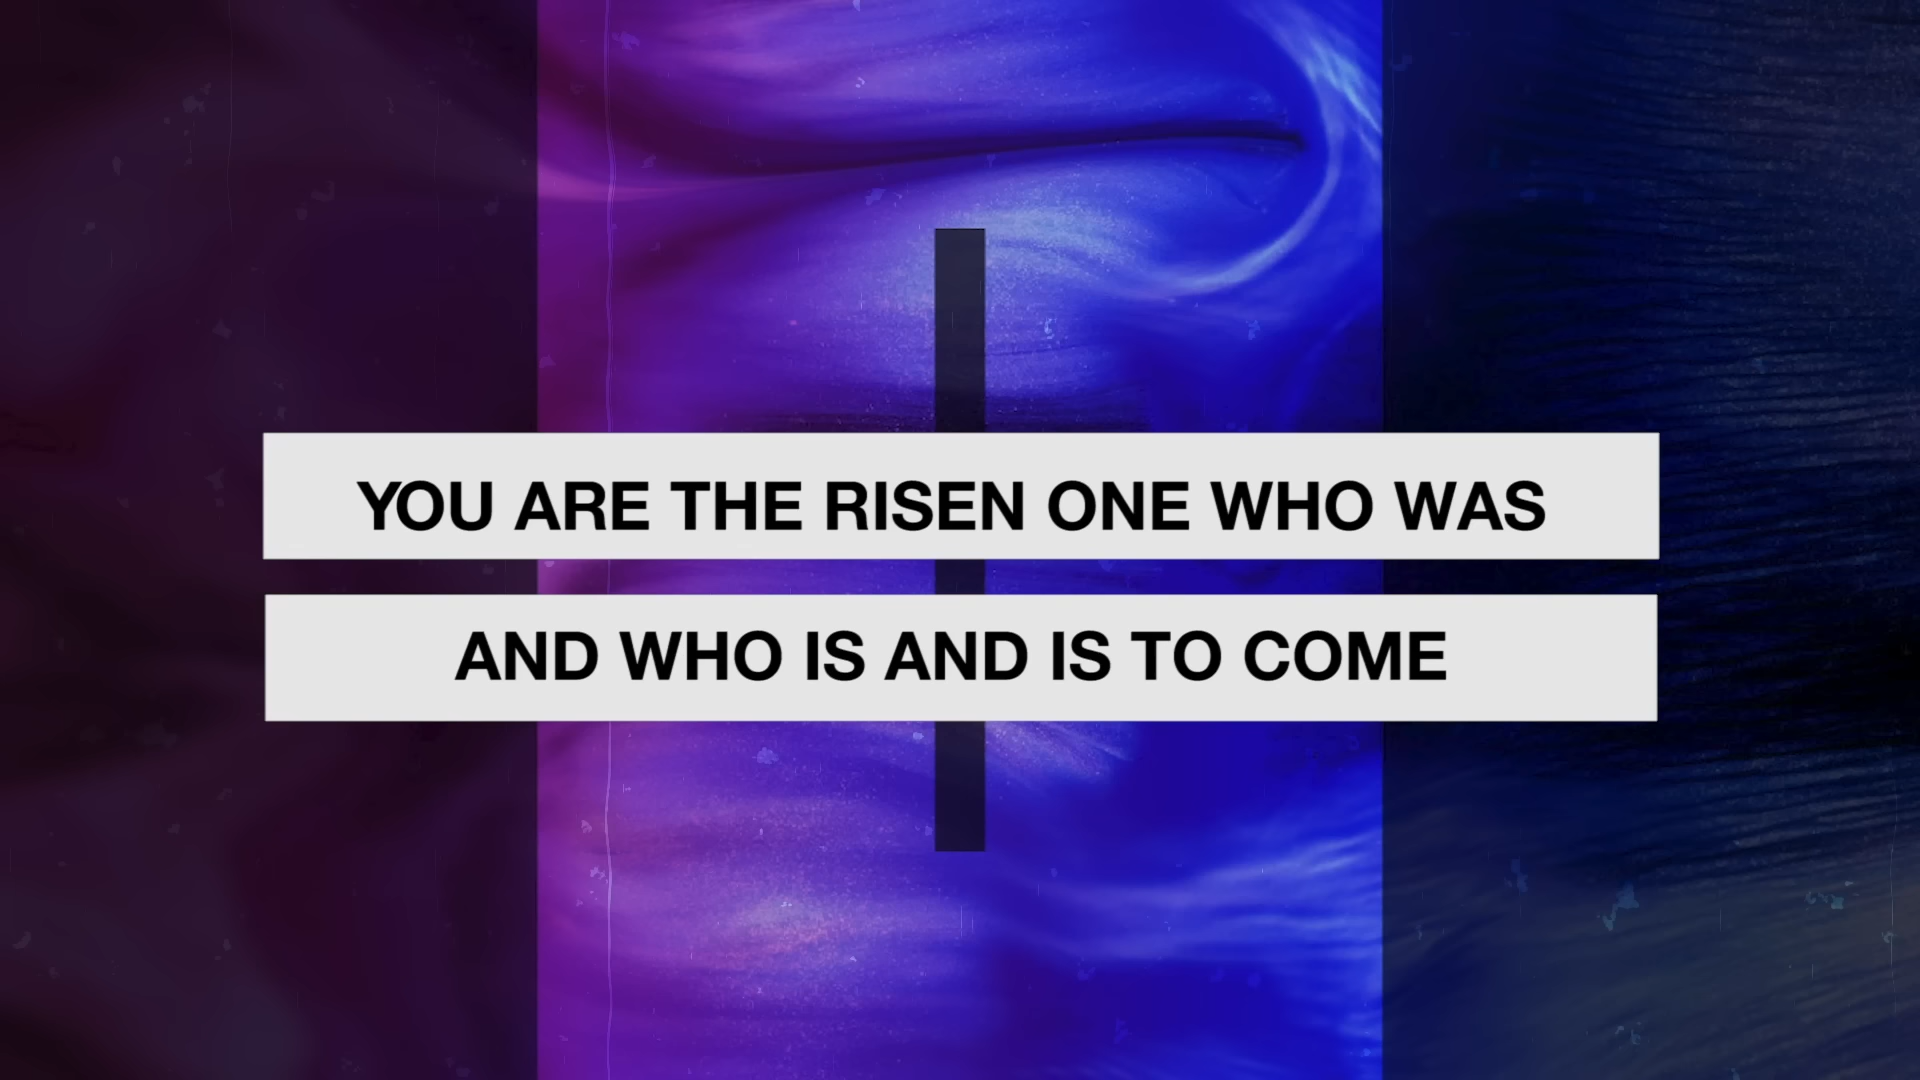 YOU ARE THE RISEN ONE WHO WAS
AND WHO IS AND IS TO COME